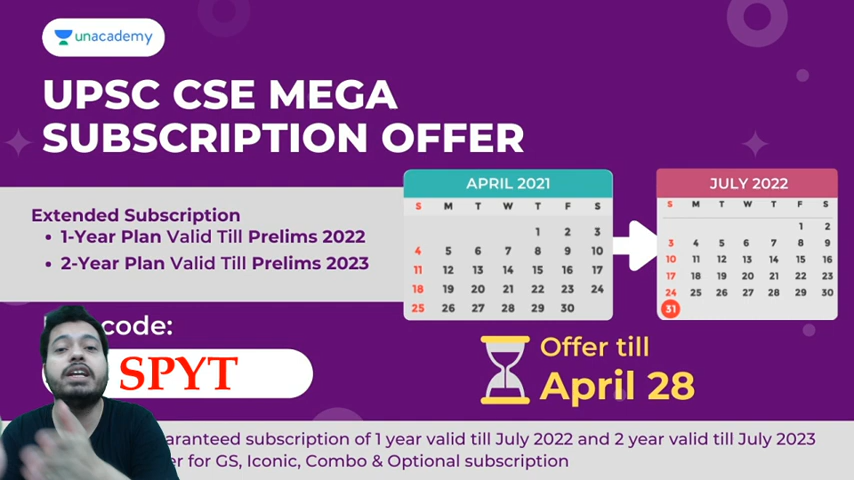 unacademy
UPSC CSE MEGA
SUBSCRIPTION OFFER
Extended Subscription
• 1-Year Plan Valid Till Prelims 2022
• 2-Year Plan Valid Till Prelims 2023
APRIL 2021
S M T W T F S
1 2 3
4 5 6 7 8 9 10
11 12 13 14 15 16 17
18 19 20 21 22 23 24
25 26 27 28 29 30
JULY 2022
S M T W T F S
1 2
3 4 5 6 7 8 9
10 11 12 13 14 15 16
17 18 19 20 21 22 23
24 25 26 27 28 29 30
31
code:
SPYT
Offer till
April 28
subscription of 1 year valid till July 2022 and 2 year valid till July 2023
for GS, Iconic, Combo & Optional subscription